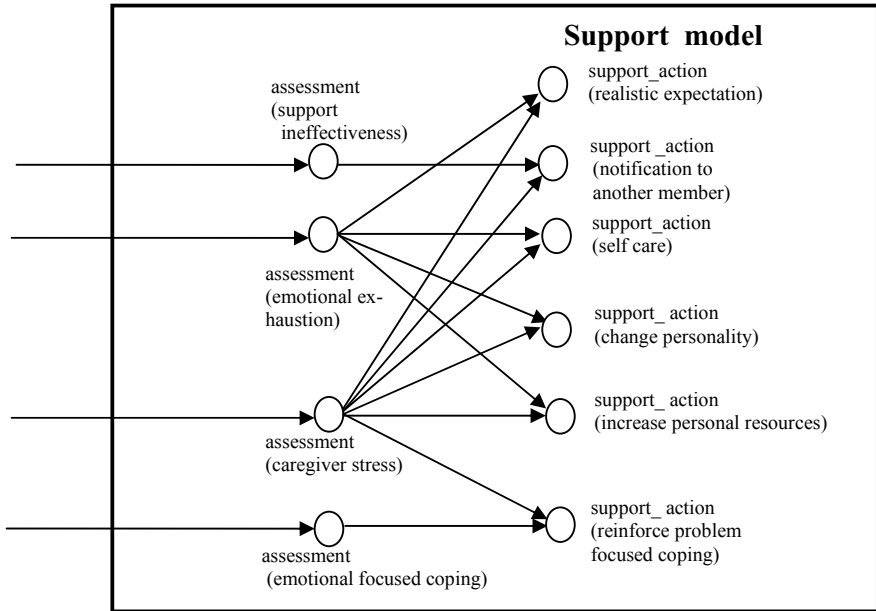 Support model
assessment
(support
ineffectiveness)
assessment
(emotional ex-
haustion)
assessment
(caregiver stress)
assessment
(emotional focused coping)
support_action
(realistic expectation)
support _action
(notification to
another member)
support_action
(self care)
support_ action
(change personality)
support_ action
(increase personal resources)
support_ action
(reinforce problem
focused coping)